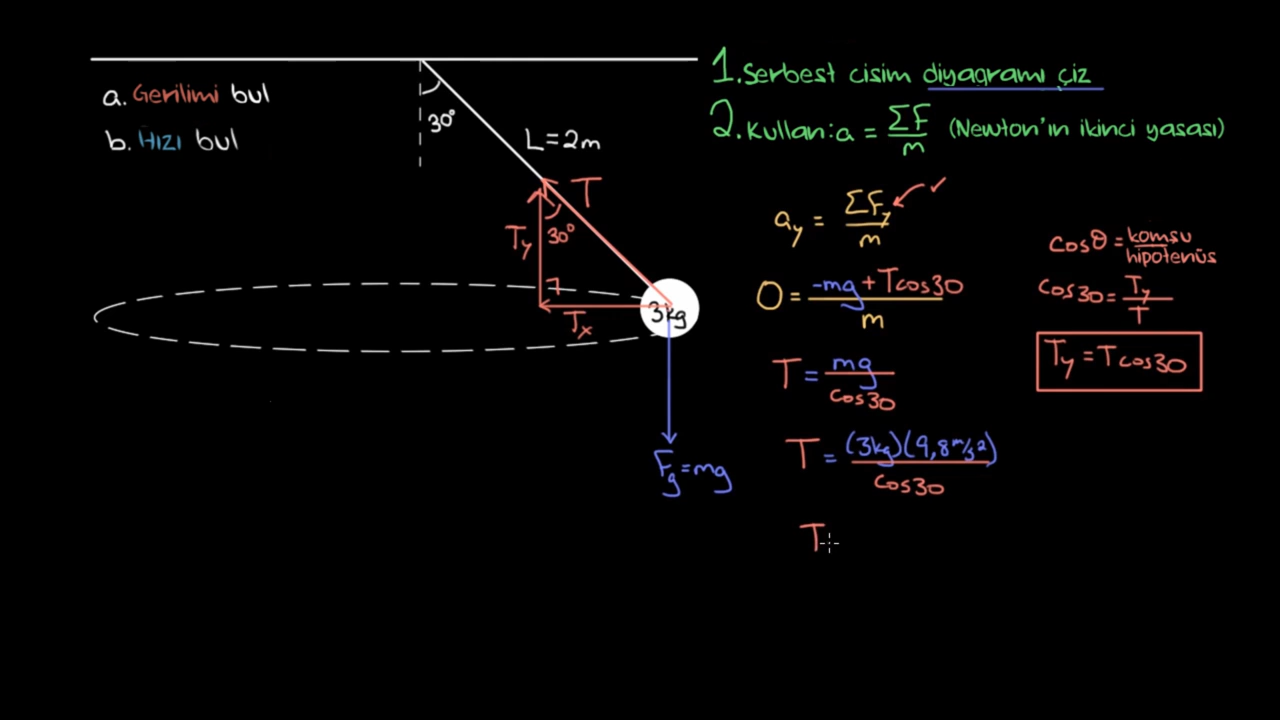 a. Gerilimi bul
b. Hızı bul
30°
L=2m
T
Ty
30°
Tx
3kg
Fg=mg
1. Serbest cisim diyagramı çiz
2. Kullan: a = ΣF/m (Newton'ın ikinci yasası)
ay = ΣFy/m
0 = -mg+Tcos30/m
T = mg/cos30
T = (3kg)(9,8m/s²)/cos30
T
cosθ = komşu/hipotenüs
cos30 = Ty/T
Ty = Tcos30